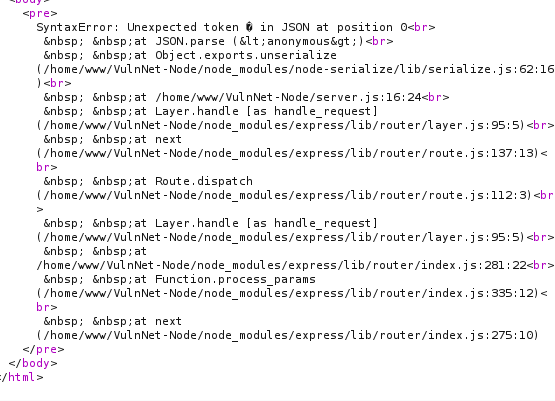 <body>
<pre>
SyntaxError: Unexpected token � in JSON at position 0<br>
&nbsp; &nbsp;at JSON.parse (&lt;anonymous&gt;)<br>
&nbsp; &nbsp;at Object.exports.unserialize
(/home/www/VulnNet-Node/node_modules/node-serialize/lib/serialize.js:62:16
)<br>
&nbsp; &nbsp;at /home/www/VulnNet-Node/server.js:16:24<br>
&nbsp; &nbsp;at Layer.handle [as handle_request]
(/home/www/VulnNet-Node/node_modules/express/lib/router/layer.js:95:5)<br>
&nbsp; &nbsp;at next
(/home/www/VulnNet-Node/node_modules/express/lib/router/route.js:137:13)<
br>
&nbsp; &nbsp;at Route.dispatch
(/home/www/VulnNet-Node/node_modules/express/lib/router/route.js:112:3)<br
>
&nbsp; &nbsp;at Layer.handle [as handle_request]
(/home/www/VulnNet-Node/node_modules/express/lib/router/layer.js:95:5)<br>
&nbsp; &nbsp;at
/home/www/VulnNet-Node/node_modules/express/lib/router/index.js:281:22<br>
&nbsp; &nbsp;at Function.process_params
(/home/www/VulnNet-Node/node_modules/express/lib/router/index.js:335:12)<
br>
&nbsp; &nbsp;at next
(/home/www/VulnNet-Node/node_modules/express/lib/router/index.js:275:10)
</pre>
</body>
</html>